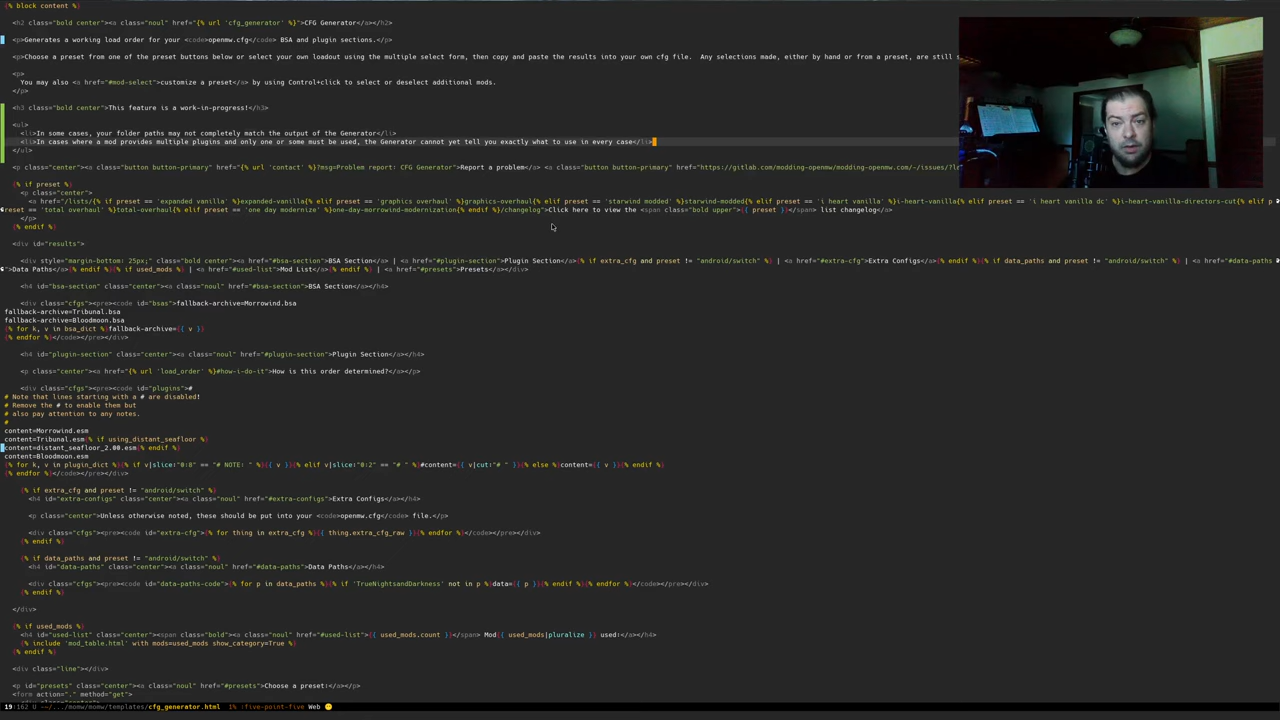 {% block content %}
<h2 class="bold center"><a class="noul" href="{% url 'cfg_generator' %}">CFG Generator</a></h2>
<p>Generates a working load order for your <code>openmw.cfg</code> BSA and plugin sections.</p>
<p>Choose a preset from one of the preset buttons below or select your own loadout using the multiple select form, then copy and paste the results into your own cfg file.  Any selections made, either by hand or from a preset, are still
<p>
You may also <a href="#mod-select">customize a preset</a> by using Control+click to select or deselect additional mods.
</p>
<h3 class="bold center">This feature is a work-in-progress!</h3>
<ul>
<li>In some cases, your folder paths may not completely match the output of the Generator</li>
<li>In cases where a mod provides multiple plugins and only one or some must be used, the Generator cannot yet tell you exactly what to use in every case</li>
</ul>
<p class="center"><a class="button button-primary" href="{% url 'contact' %}?msg=Problem report: CFG Generator">Report a problem</a> <a class="button button-primary" href="https://gitlab.com/modding-openmw/modding-openmw.com/-/issues/?l
{% if preset %}
<p class="center">
<a href="/lists/{% if preset == 'expanded vanilla' %}expanded-vanilla{% elif preset == 'graphics overhaul' %}graphics-overhaul{% elif preset == 'starwind modded' %}starwind-modded{% elif preset == 'i heart vanilla' %}i-heart-vanilla{% elif preset == 'i heart vanilla dc' %}i-heart-vanilla-directors-cut{% elif p
reset == 'total overhaul' %}total-overhaul{% elif preset == 'one day modernize' %}one-day-morrowind-modernization{% endif %}/changelog">Click here to view the <span class="bold upper">{{ preset }}</span> list changelog</a>
</p>
{% endif %}
<div id="results">
<div style="margin-bottom: 25px;" class="bold center"><a href="#bsa-section">BSA Section</a> | <a href="#plugin-section">Plugin Section</a>{% if extra_cfg and preset != "android/switch" %} | <a href="#extra-cfg">Extra Configs</a>{% endif %}{% if data_paths and preset != "android/switch" %} | <a href="#data-paths
">Data Paths</a>{% endif %}{% if used_mods %} | <a href="#used-list">Mod List</a>{% endif %} | <a href="#presets">Presets</a></div>
<h4 id="bsa-section" class="center"><a class="noul" href="#bsa-section">BSA Section</a></h4>
<div class="cfgs"><pre><code id="bsas">fallback-archive=Morrowind.bsa
fallback-archive=Tribunal.bsa
fallback-archive=Bloodmoon.bsa
{% for k, v in bsa_dict %}fallback-archive={{ v }}
{% endfor %}</code></pre></div>
<h4 id="plugin-section" class="center"><a class="noul" href="#plugin-section">Plugin Section</a></h4>
<p class="center"><a href="{% url 'load_order' %}#how-i-do-it">How is this order determined?</a></p>
<div class="cfgs"><pre><code id="plugins">#
# Note that lines starting with a # are disabled!
# Remove the # to enable them but
# also pay attention to any notes.
#
content=Morrowind.esm
content=Tribunal.esm{% if using_distant_seafloor %}
content=distant_seafloor_2.00.esm{% endif %}
content=Bloodmoon.esm
{% for k, v in plugin_dict %}{% if v|slice:"0:8" == "# NOTE: " %}{{ v }}{% elif v|slice:"0:2" == "# " %}#content={{ v|cut:"# " }}{% else %}content={{ v }}{% endif %}
{% endfor %}</code></pre></div>
{% if extra_cfg and preset != "android/switch" %}
<h4 id="extra-configs" class="center"><a class="noul" href="#extra-configs">Extra Configs</a></h4>
<p class="center">Unless otherwise noted, these should be put into your <code>openmw.cfg</code> file.</p>
<div class="cfgs"><pre><code id="extra-cfg">{% for thing in extra_cfg %}{{ thing.extra_cfg_raw }}{% endfor %}</code></pre></div>
{% endif %}
{% if data_paths and preset != "android/switch" %}
<h4 id="data-paths" class="center"><a class="noul" href="#data-paths">Data Paths</a></h4>
<div class="cfgs"><pre><code id="data-paths-code">{% for p in data_paths %}{% if 'TrueNightsandDarkness' not in p %}data={{ p }}{% endif %}{% endfor %}</code></pre></div>
{% endif %}
</div>
{% if used_mods %}
<h4 id="used-list" class="center"><span class="bold"><a class="noul" href="#used-list">{{ used_mods.count }}</span> Mod{{ used_mods|pluralize }} used:</a></h4>
{% include 'mod_table.html' with mods=used_mods show_category=True %}
{% endif %}
<div class="line"></div>
<p id="presets" class="center"><a class="noul" href="#presets">Choose a preset:</a></p>
<form action="." method="get">
19:162 U -~/.../momw/momw/templates/cfg_generator.html  1% :five-point-five Web